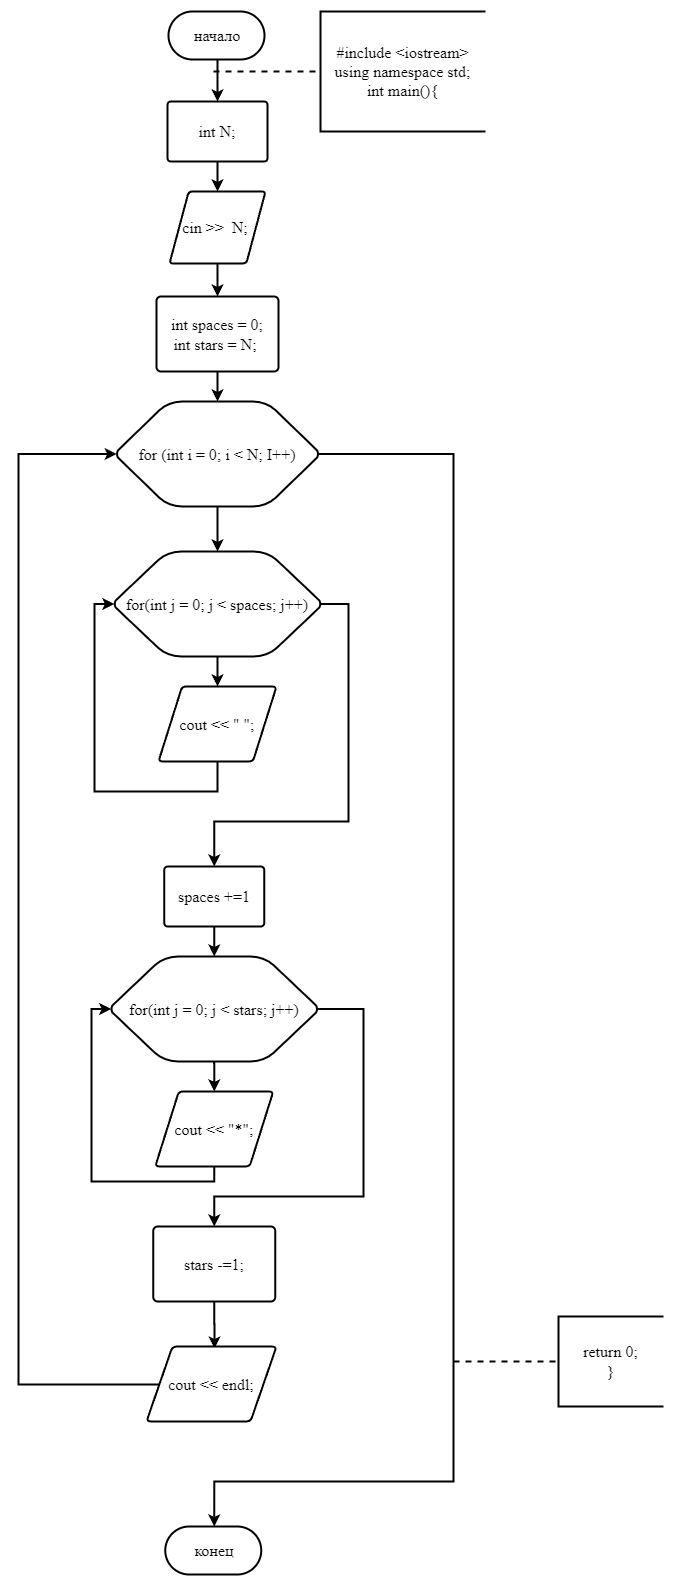 начало
#include <iostream>
using namespace std;
int main(){
int N;
cin >> N;
int spaces = 0;
int stars = N;
for (int i = 0; i < N; I++)
for(int j = 0; j < spaces; j++)
cout << " ";
spaces +=1
for(int j = 0; j < stars; j++)
cout << "*";
stars -=1;
cout << endl;
return 0;
}
конец